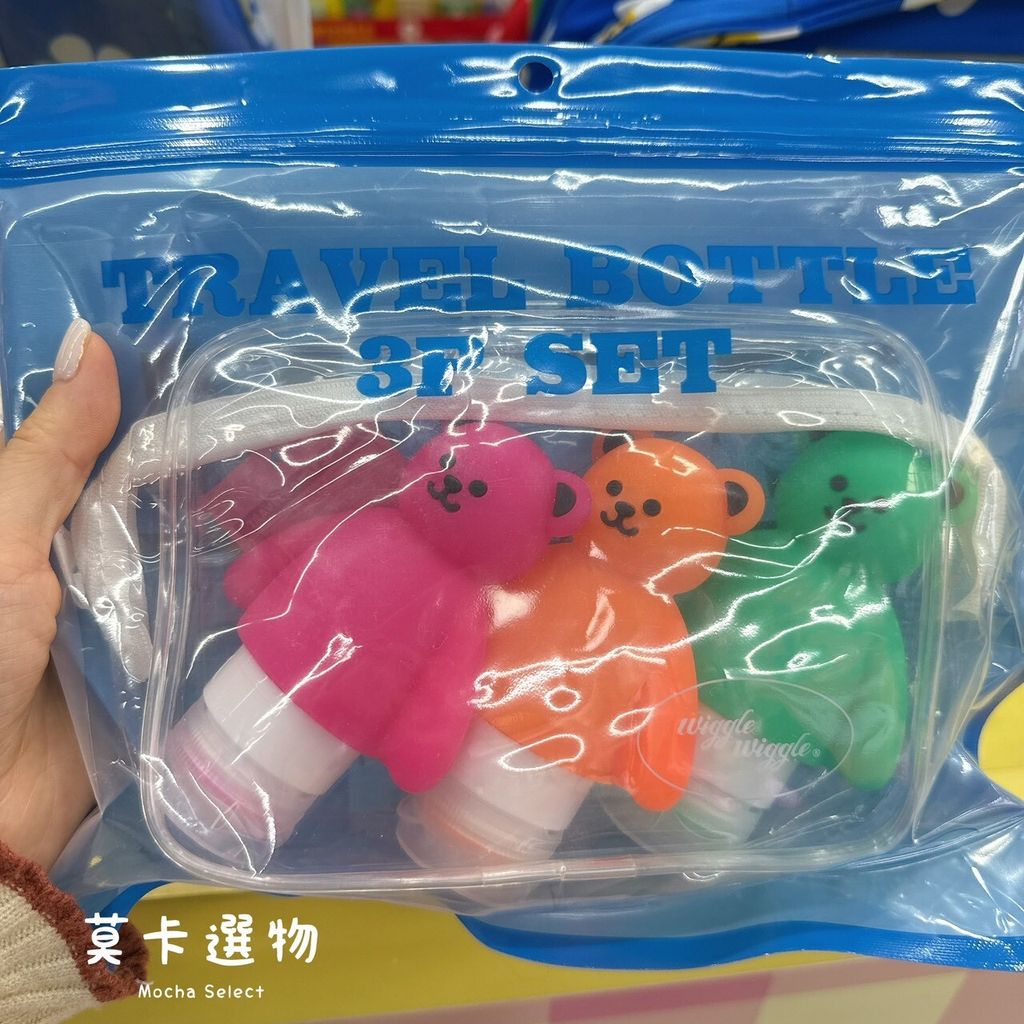 TRAVEL BOTTLE
3P SET
wiggle
wiggle®
莫卡選物
Mocha Select